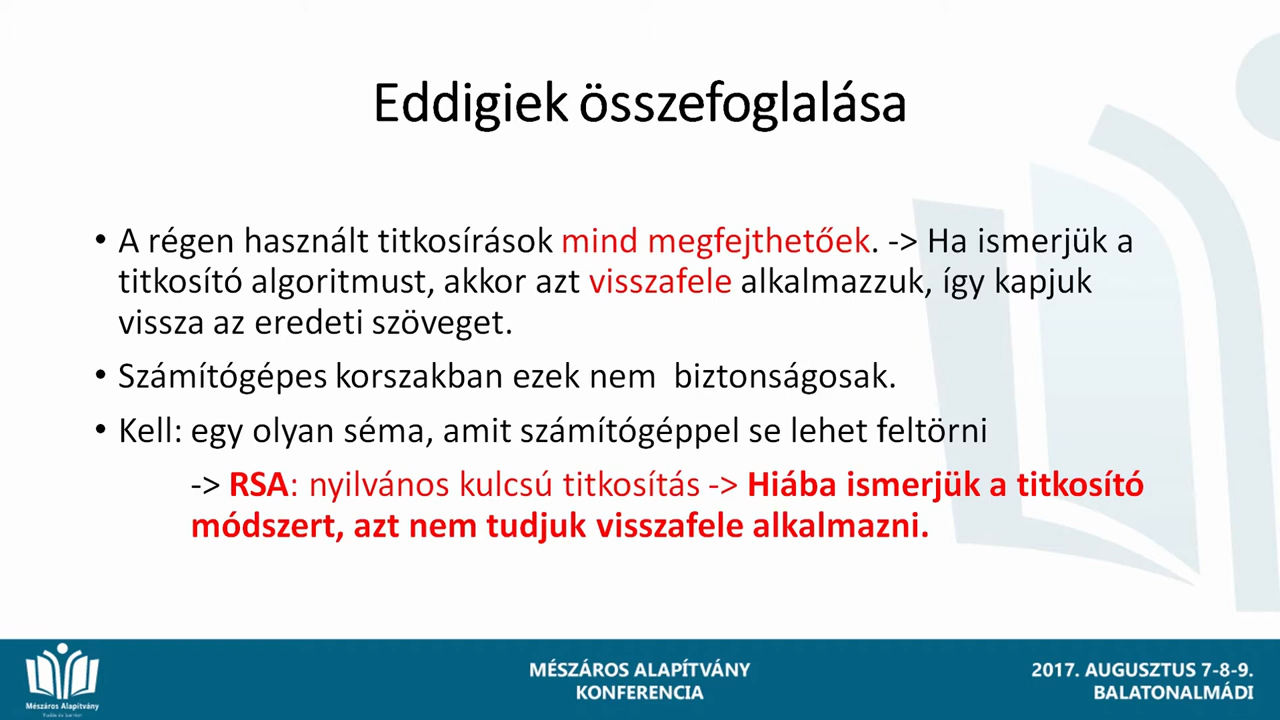 Eddigiek összefoglalása
• A régen használt titkosírások mind megfejthetőek. -> Ha ismerjük a
titkosító algoritmust, akkor azt visszafele alkalmazzuk, így kapjuk
vissza az eredeti szöveget.
• Számítógépes korszakban ezek nem biztonságosak.
• Kell: egy olyan séma, amit számítógéppel se lehet feltörni
-> RSA: nyilvános kulcsú titkosítás -> Hiába ismerjük a titkosító
módszert, azt nem tudjuk visszafele alkalmazni.
Mészáros Alapítvány
MÉSZÁROS ALAPÍTVÁNY
KONFERENCIA
2017. AUGUSZTUS 7-8-9.
BALATONALMÁDI